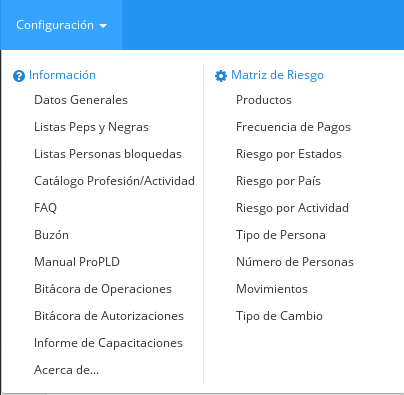 Configuración
Información
Datos Generales
Listas Peps y Negras
Listas Personas bloquedas
Catálogo Profesión/Actividad
FAQ
Buzón
Manual ProPLD
Bitácora de Operaciones
Bitácora de Autorizaciones
Informe de Capacitaciones
Acerca de...
Matriz de Riesgo
Productos
Frecuencia de Pagos
Riesgo por Estados
Riesgo por País
Riesgo por Actividad
Tipo de Persona
Número de Personas
Movimientos
Tipo de Cambio